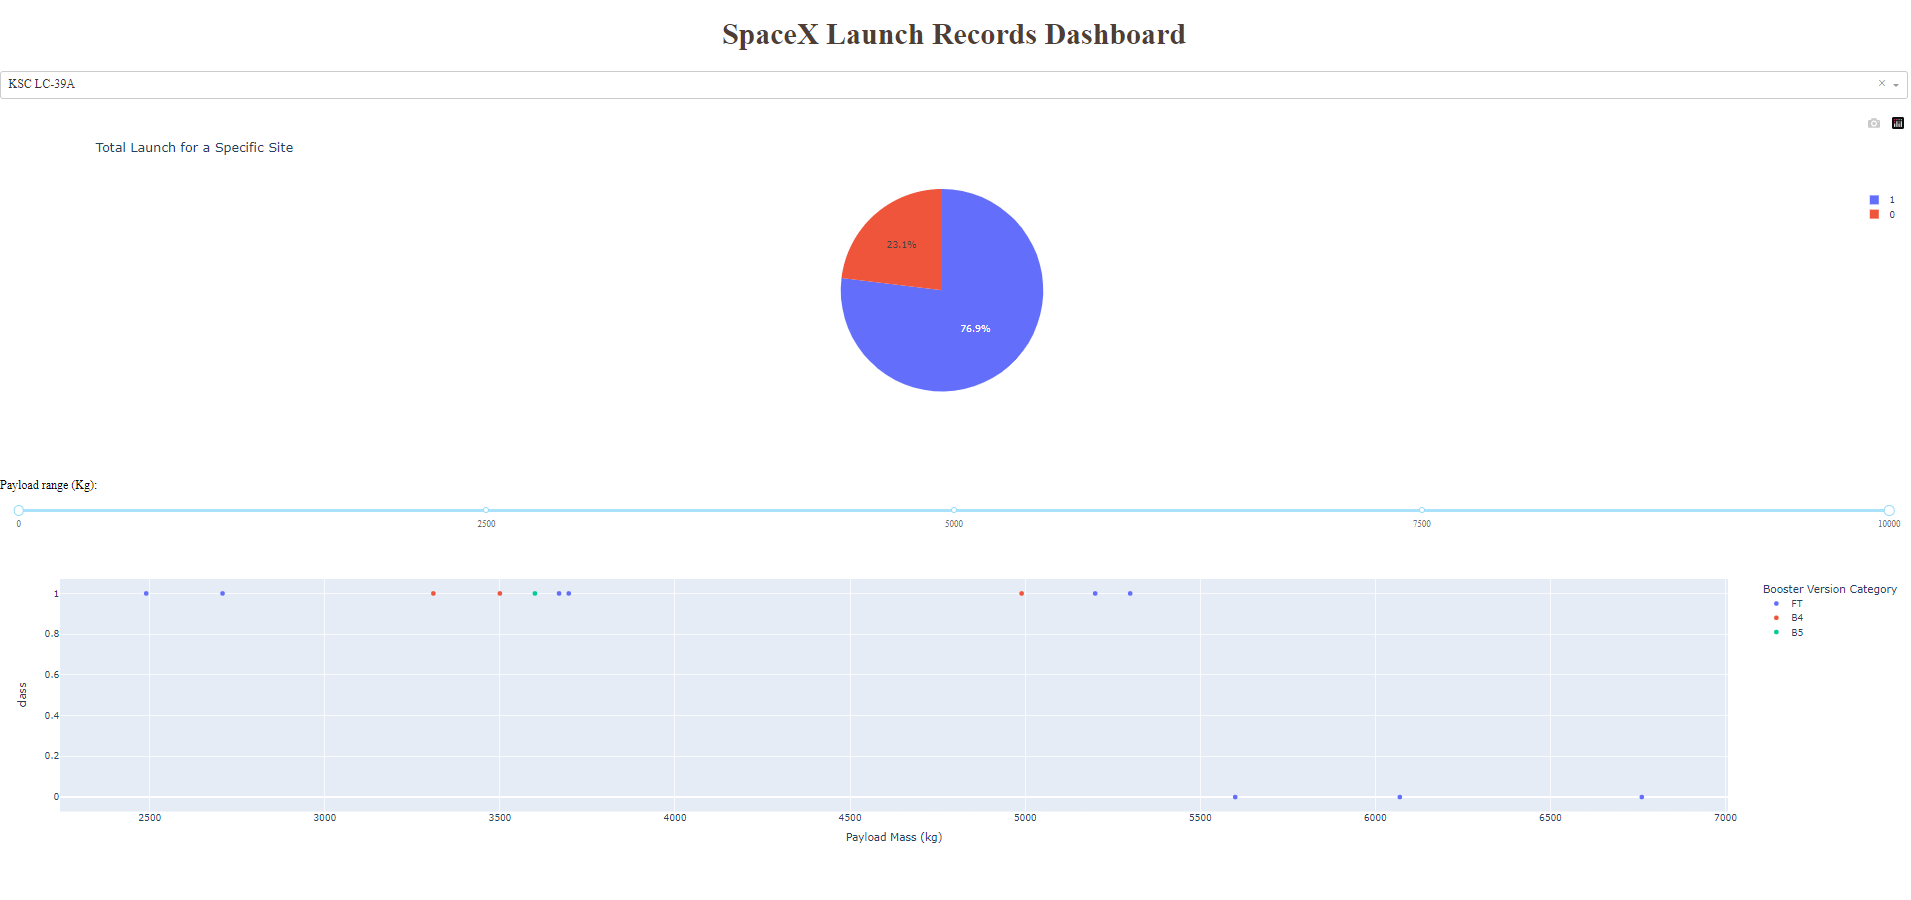 SpaceX Launch Records Dashboard
KSC LC-39A
Total Launch for a Specific Site
1
0
23.1%
76.9%
Payload range (Kg):
0 2500 5000 7500 10000
Booster Version Category
FT
B4
B5
1
0.8
0.6
0.4
0.2
0
class
2500 3000 3500 4000 4500 5000 5500 6000 6500 7000
Payload Mass (kg)